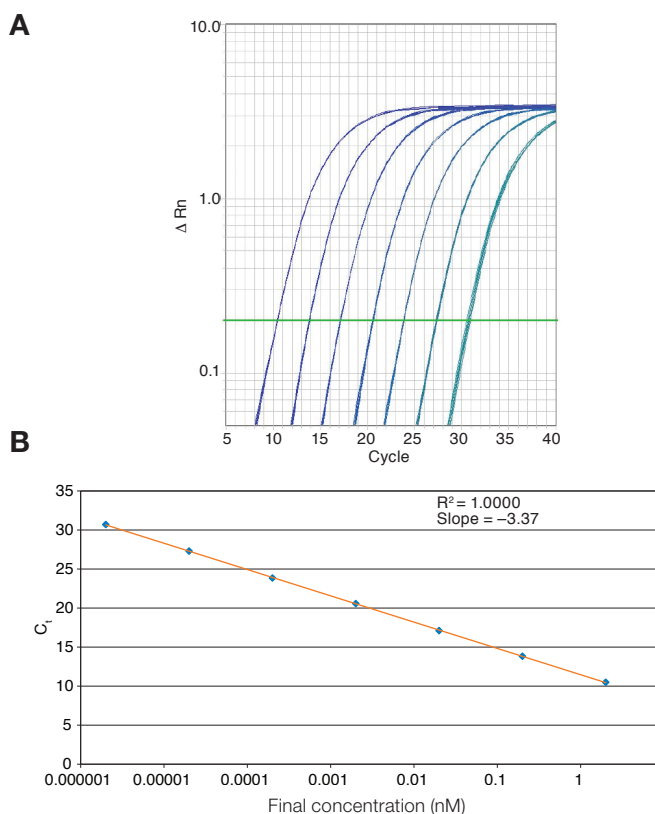 A
10.0
1.0
0.1
Δ Rn
5 10 15 20 25 30 35 40
Cycle
B
R² = 1.0000
Slope = –3.37
35
30
25
20
15
10
5
0
Cₜ
0.000001 0.00001 0.0001 0.001 0.01 0.1 1
Final concentration (nM)